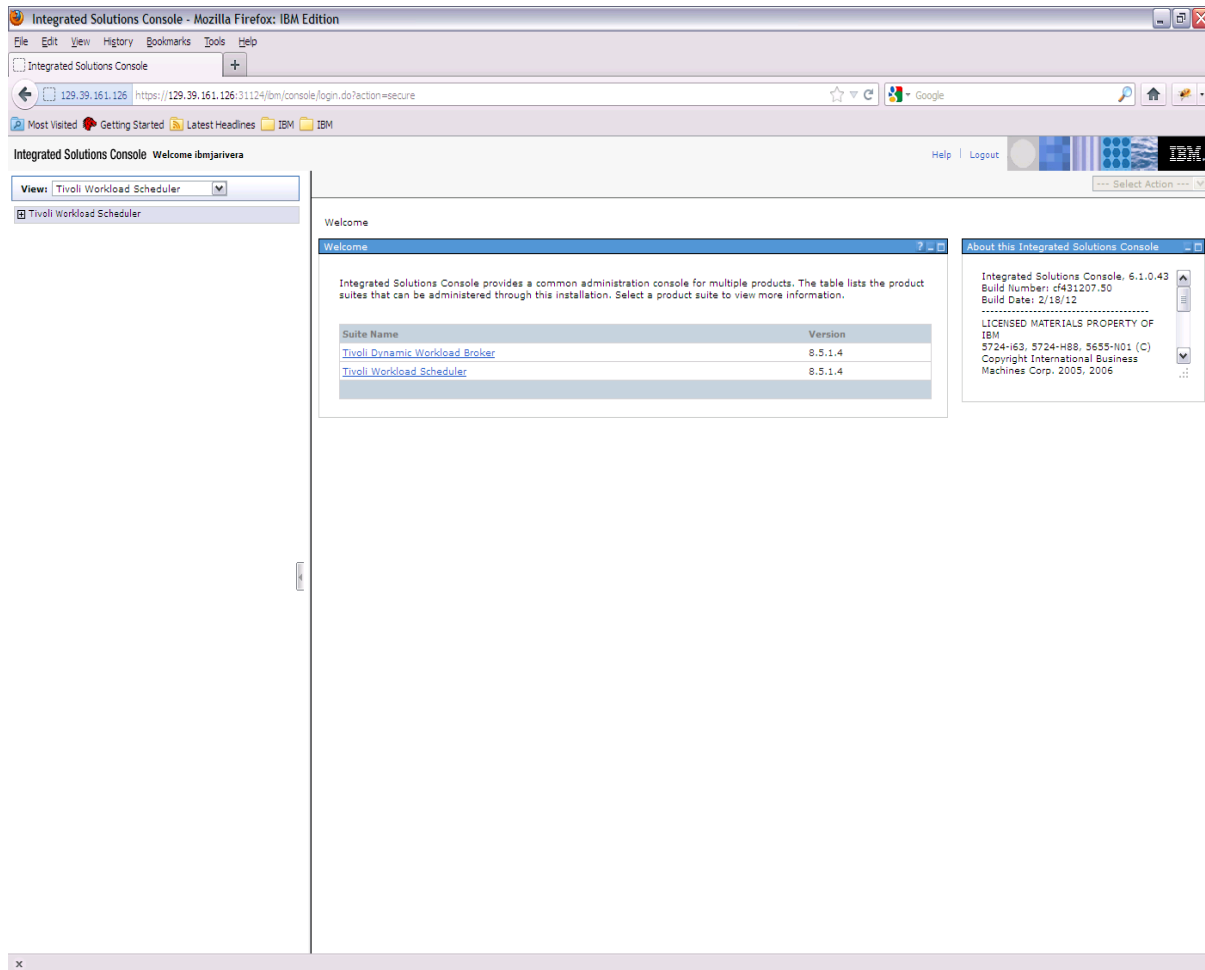 Integrated Solutions Console - Mozilla Firefox: IBM Edition
File Edit View History Bookmarks Tools Help
Integrated Solutions Console
129.39.161.126 https://129.39.161.126:31124/ibm/console/login.do?action=secure
Google
Most Visited Getting Started Latest Headlines IBM IBM
Integrated Solutions Console Welcome ibmjarivera
Help Logout
IBM.
View: Tivoli Workload Scheduler
--- Select Action ---
Tivoli Workload Scheduler
Welcome
Welcome
Integrated Solutions Console provides a common administration console for multiple products. The table lists the product
suites that can be administered through this installation. Select a product suite to view more information.
Suite Name Version
Tivoli Dynamic Workload Broker 8.5.1.4
Tivoli Workload Scheduler 8.5.1.4
About this Integrated Solutions Console
Integrated Solutions Console, 6.1.0.43
Build Number: cf431207.50
Build Date: 2/18/12
--------------------------------------
LICENSED MATERIALS PROPERTY OF
IBM
5724-i63, 5724-H88, 5655-N01 (C)
Copyright International Business
Machines Corp. 2005, 2006
x